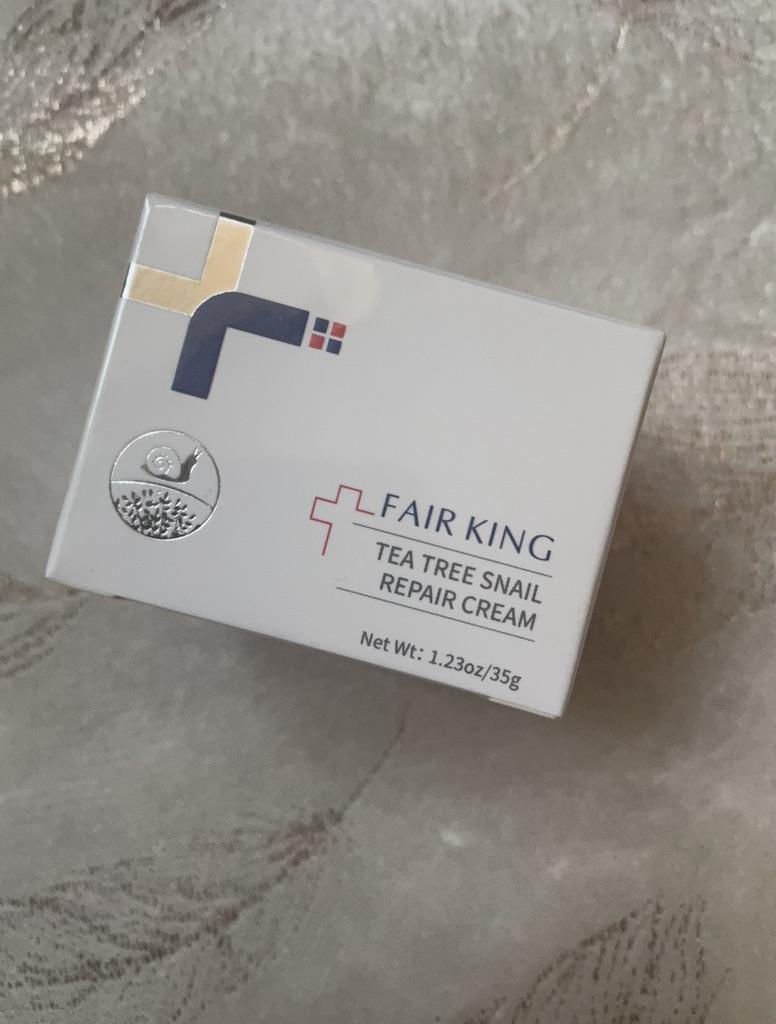 FAIR KING
TEA TREE SNAIL
REPAIR CREAM
Net Wt: 1.23oz/35g